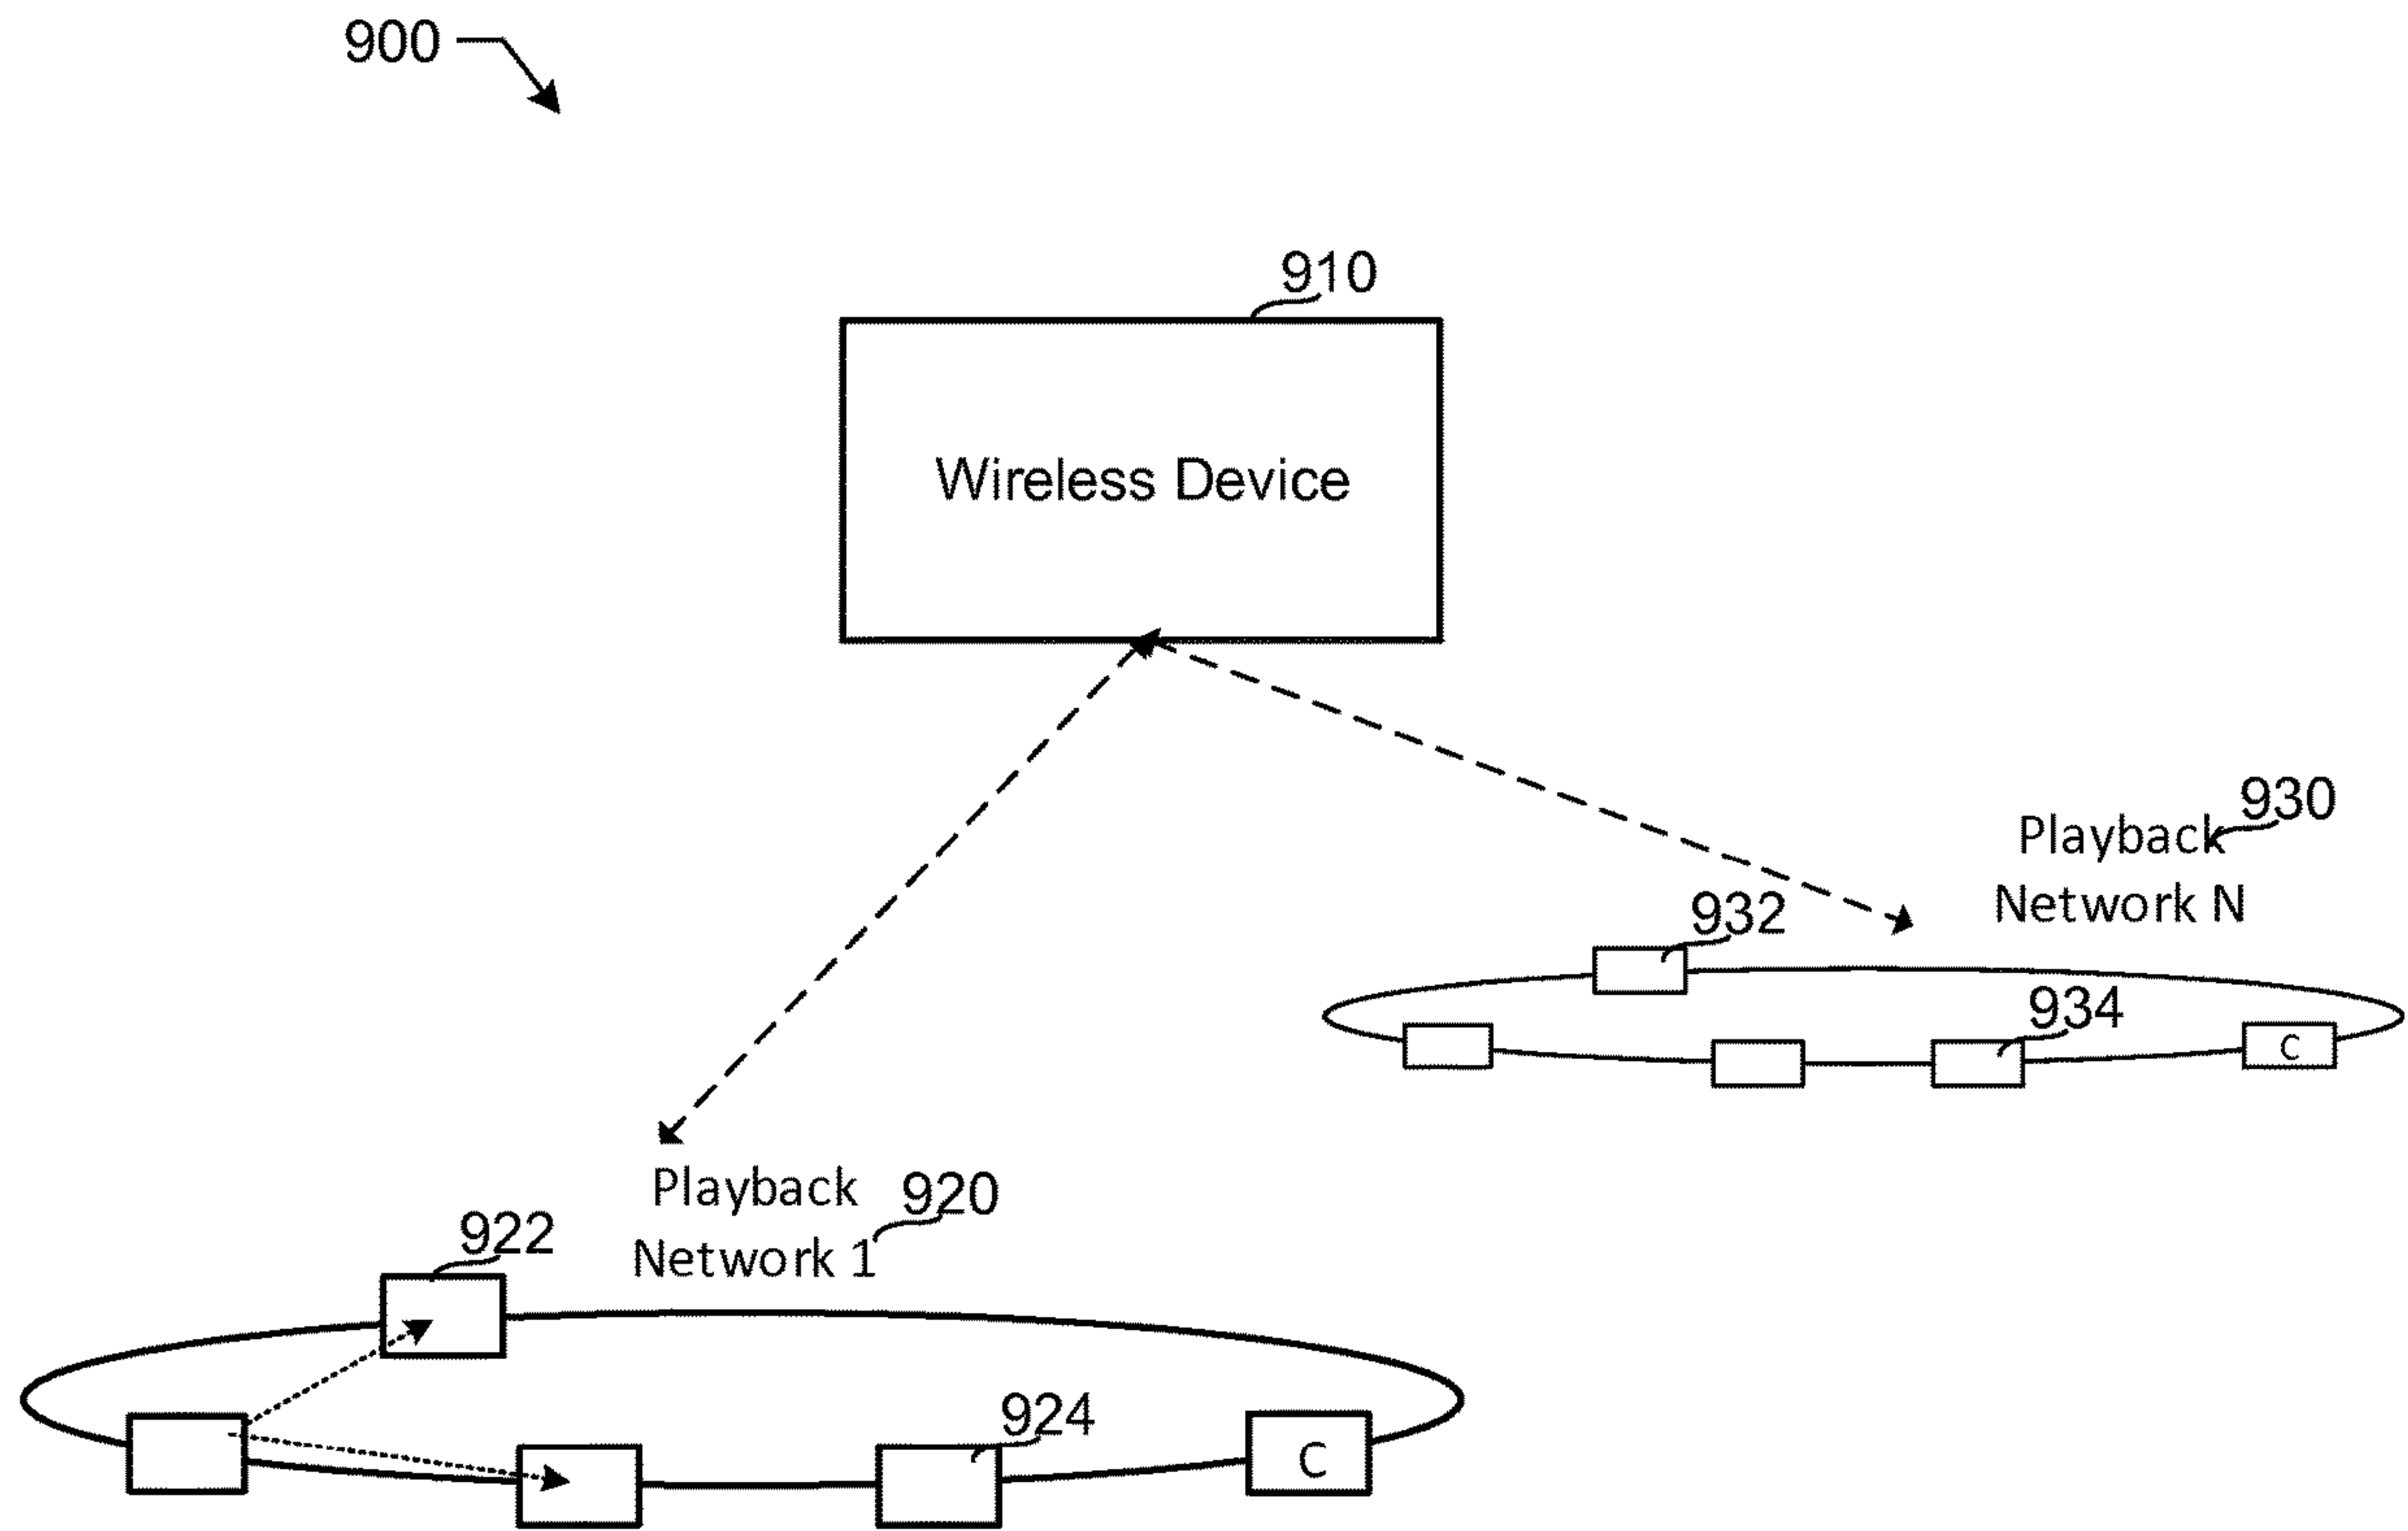 900
910
Wireless Device
930
Playback
Network N
932
934
C
Playback
920
Network 1
922
924
C